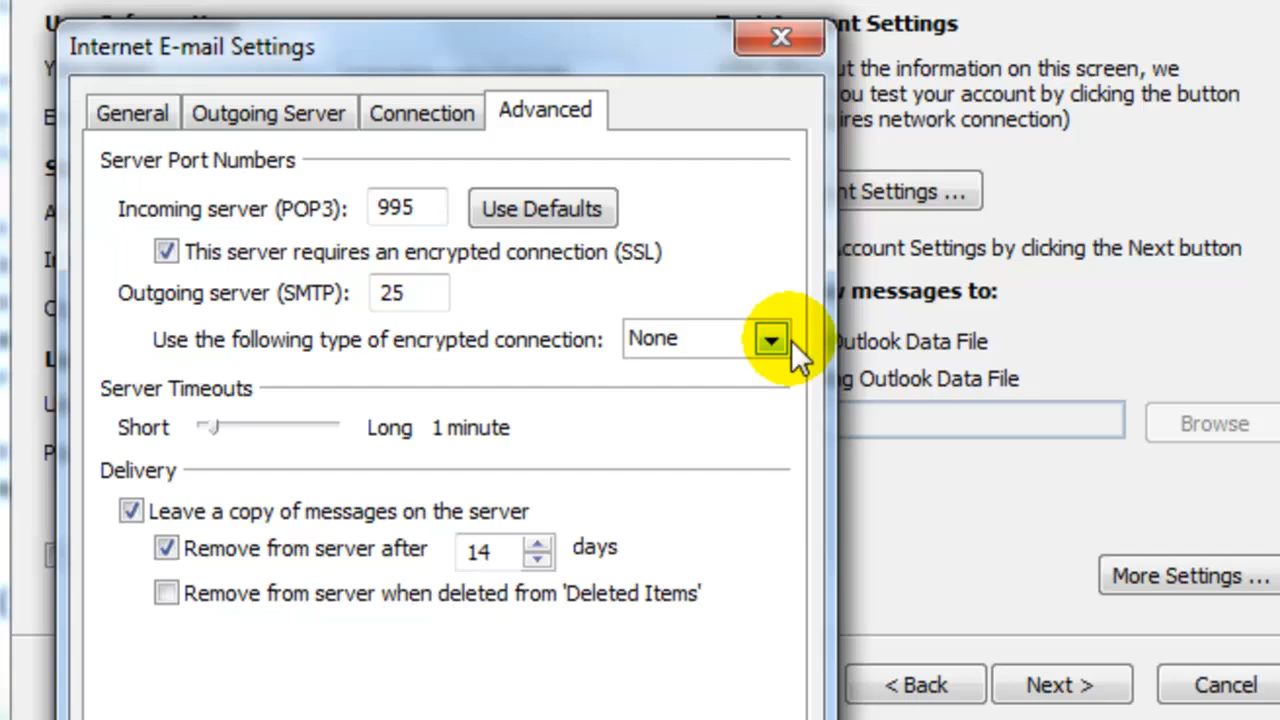 Internet E-mail Settings
General
Outgoing Server
Connection
Advanced
Server Port Numbers
Incoming server (POP3): 995 Use Defaults
This server requires an encrypted connection (SSL)
Outgoing server (SMTP): 25
Use the following type of encrypted connection: None
Server Timeouts
Short Long 1 minute
Delivery
Leave a copy of messages on the server
Remove from server after 14 days
Remove from server when deleted from 'Deleted Items'
nt Settings
ut the information on this screen, we
ou test your account by clicking the button
ires network connection)
nt Settings ...
Account Settings by clicking the Next button
messages to:
Outlook Data File
g Outlook Data File
Browse
More Settings ...
< Back
Next >
Cancel